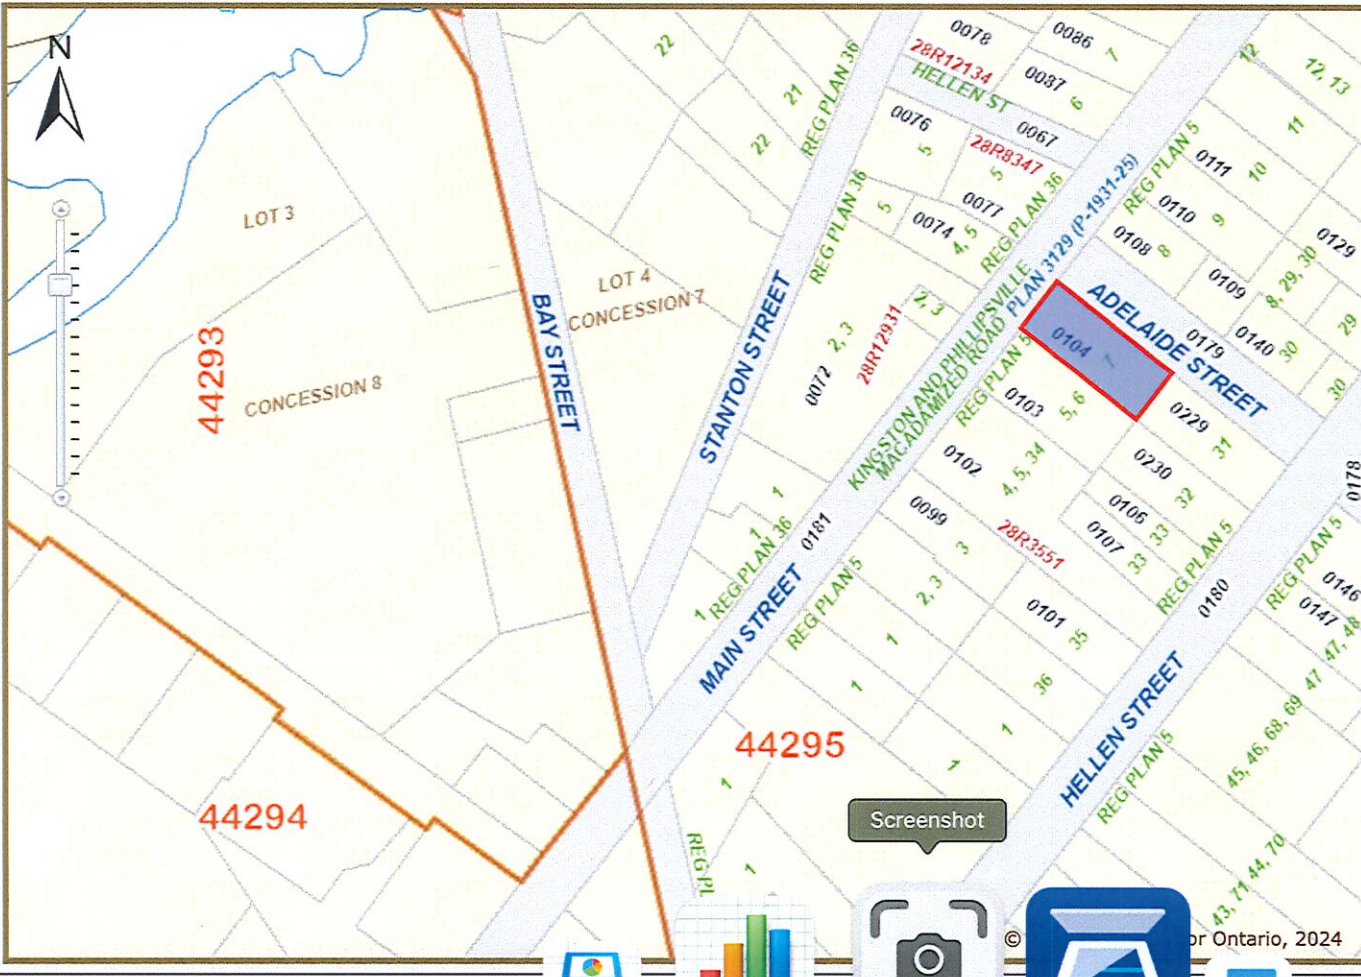 N
LOT 3
44293
CONCESSION 8
44294
BAY STREET
LOT 4
CONCESSION 7
22
21
22
REG PLAN 36
STANTON STREET
REG PLAN 36
0078
28R12134
HELLEN ST
0086
7
0087
6
0076
5
0067
28R8347
5
0077
5
0074
4, 5
REG PLAN 36
2, 3
2, 3
0072
28R12931
KINGSTON AND PHILLIPSVILLE
MACADAMIZED ROAD PLAN 3129 (P-1931-25)
REG PLAN 5
12
12, 13
11
0111
10
0110
9
0108
8
0129
0109
8, 29, 30
29
ADELAIDE STREET
0179
0140
30
30
0104
7
REG PLAN 5
0103
5, 6
0229
31
0102
4, 5, 34
0230
32
0106
33
0107
33
0178
0099
3
28R3551
REG PLAN 5
1
1
REG PLAN 36
1
0181
MAIN STREET
REG PLAN 5
2, 3
0101
35
1
36
1
1
1
44295
1
1
REG PL
HELLEN STREET
0180
REG PLAN 5
REG PLAN 5
0146
0147
47, 48
45, 46, 68, 69 47
43, 71 44, 70
Screenshot
©
or Ontario, 2024